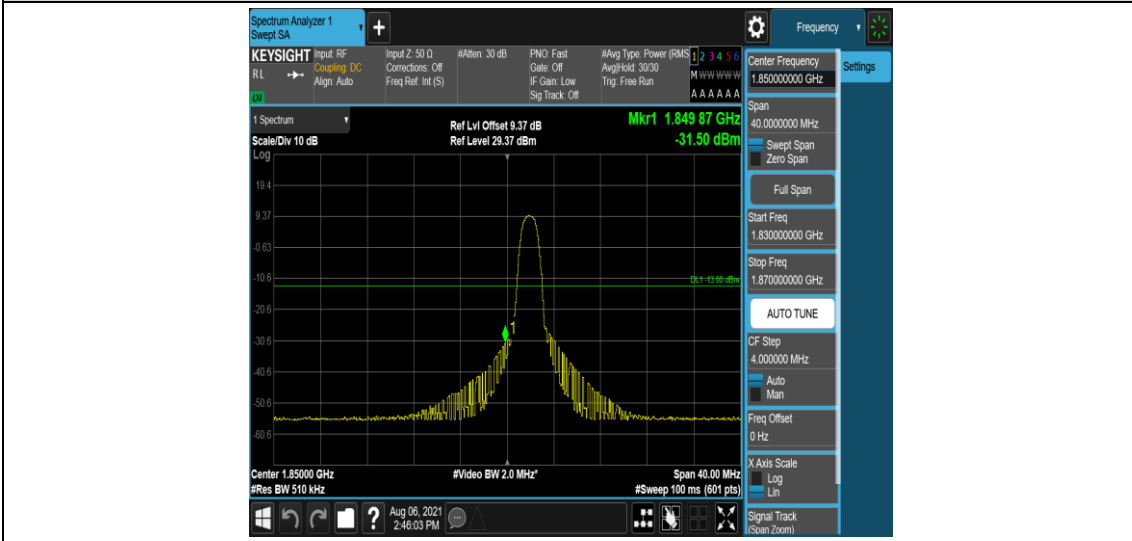 Spectrum Analyzer 1
Swept SA
Frequency
KEYSIGHT Input: RF Input Z: 50 Ω #Atten: 30 dB PNO: Fast #Avg Type: Power (RMS 1 2 3 4 5 6
RL Coupling: DC Corrections: Off Gate: Off Avg|Hold: 30/30 M W W W W W
Align: Auto Freq Ref: Int (S) IF Gain: Low Trig: Free Run
Sig Track: Off A A A A A A
1 Spectrum
Ref Lvl Offset 9.37 dB
Mkr1 1.849 87 GHz
Scale/Div 10 dB Ref Level 29.37 dBm -31.50 dBm
Log
19.4
9.37
-0.63
-10.6
DL1 -13.00 dBm
-20.6
1
-30.6
-40.6
-50.6
-60.6
Center 1.85000 GHz #Video BW 2.0 MHz* Span 40.00 MHz
#Res BW 510 kHz #Sweep 100 ms (601 pts)
Aug 06, 2021
2:46:03 PM
Center Frequency
1.850000000 GHz
Settings
Span
40.0000000 MHz
Swept Span
Zero Span
Full Span
Start Freq
1.830000000 GHz
Stop Freq
1.870000000 GHz
AUTO TUNE
CF Step
4.000000 MHz
Auto
Man
Freq Offset
0 Hz
X Axis Scale
Log
Lin
Signal Track
(Span Zoom)